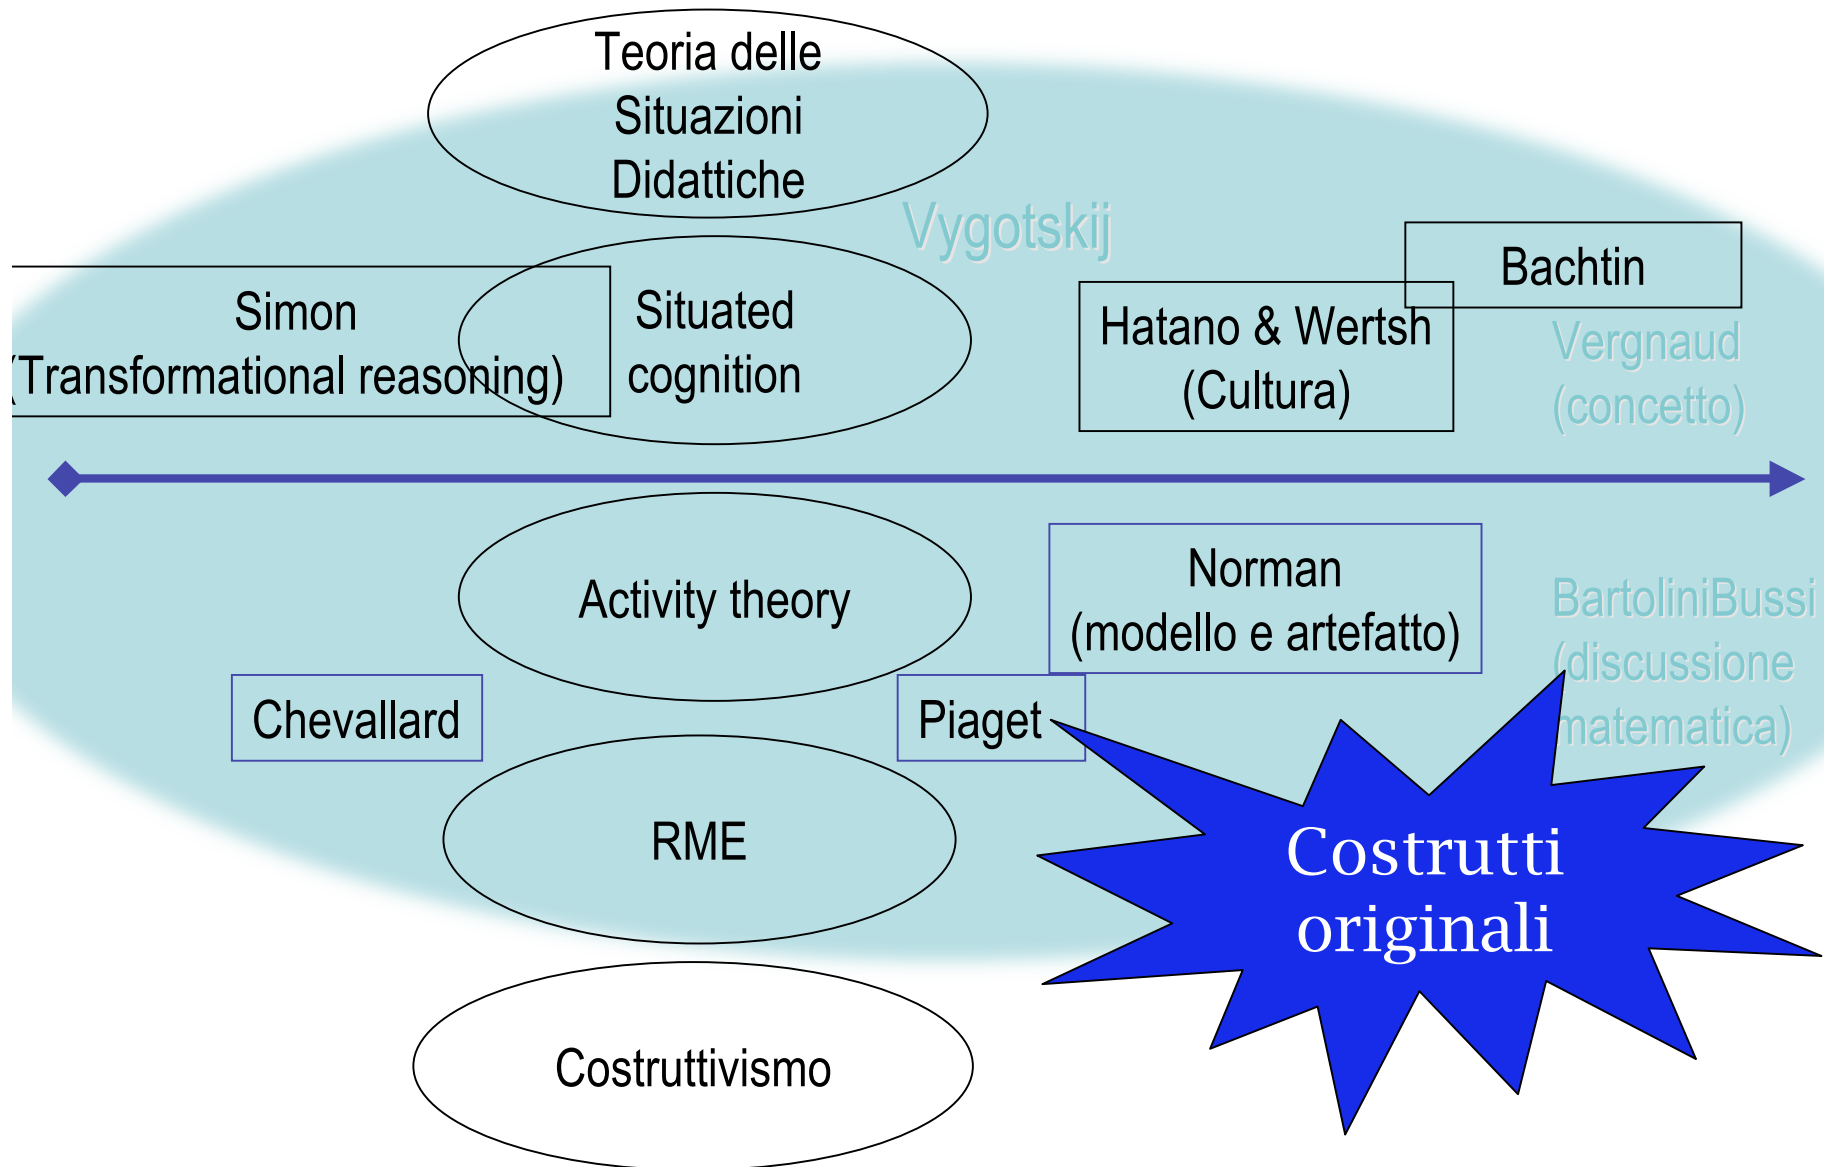 Teoria delle
Situazioni
Didattiche
Vygotskij
Bachtin
Simon
(Transformational reasoning)
Situated
cognition
Hatano & Wertsh
(Cultura)
Vergnaud
(concetto)
Activity theory
Norman
(modello e artefatto)
BartoliniBussi
(discussione
matematica)
Chevallard
Piaget
RME
Costrutti
originali
Costruttivismo